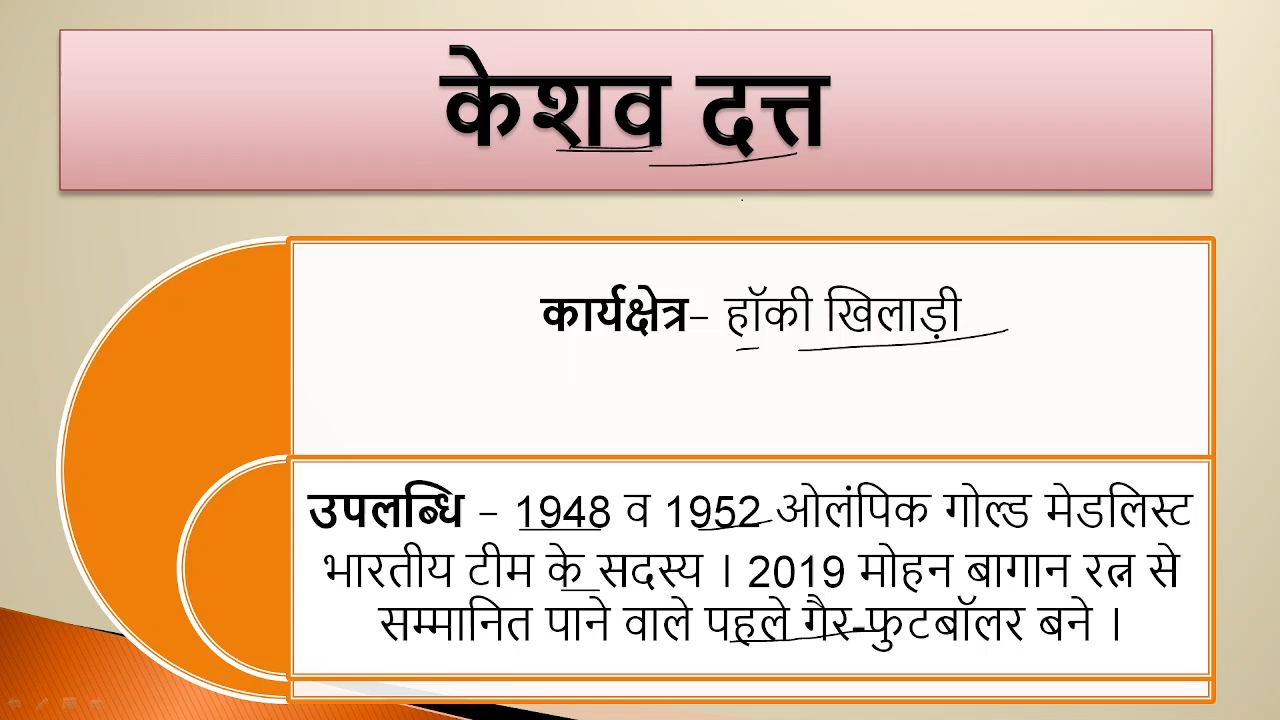 केशव दत्त
कार्यक्षेत्र– हॉकी खिलाड़ी
उपलब्धि – 1948 व 1952 ओलंपिक गोल्ड मेडलिस्ट
भारतीय टीम के सदस्य । 2019 मोहन बागान रत्न से
सम्मानित पाने वाले पहले गैर-फुटबॉलर बने ।